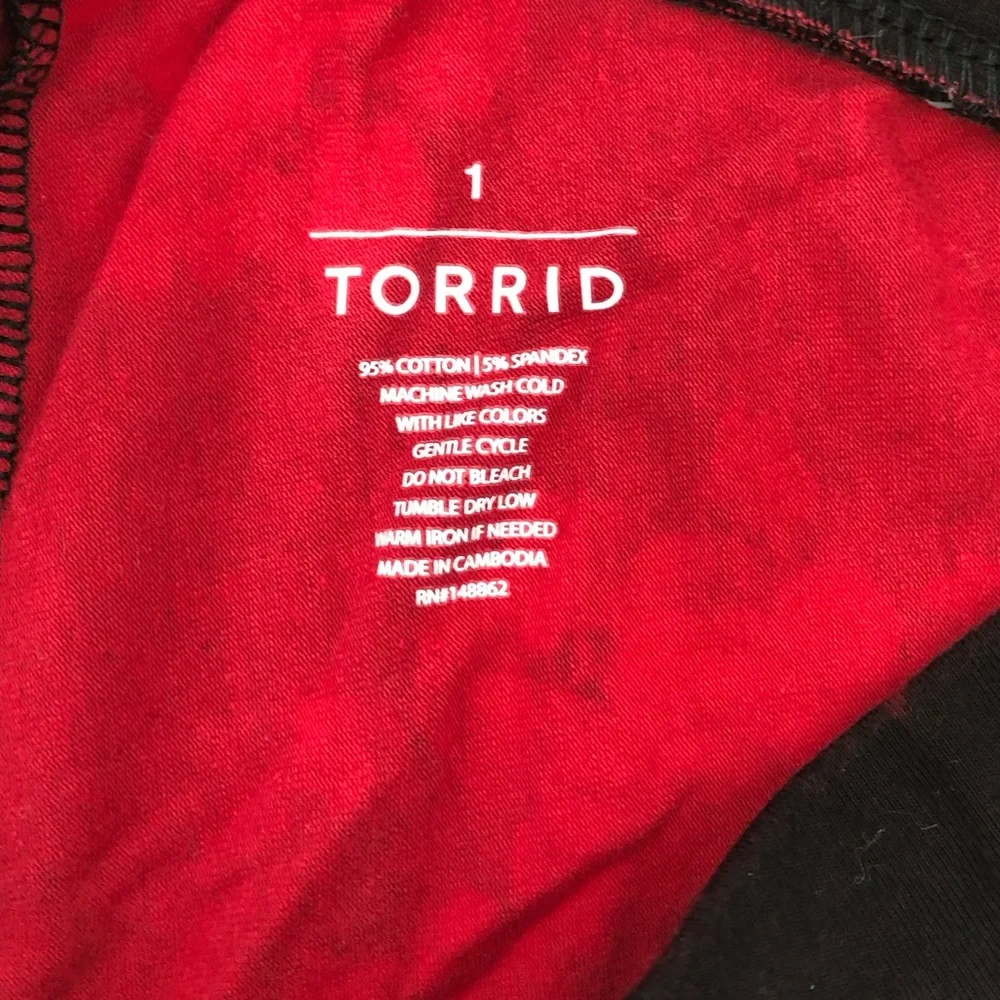 1
TORRID
95% COTTON | 5% SPANDEX
MACHINE WASH COLD
WITH LIKE COLORS
GENTLE CYCLE
DO NOT BLEACH
TUMBLE DRY LOW
WARM IRON IF NEEDED
MADE IN CAMBODIA
RN#148862